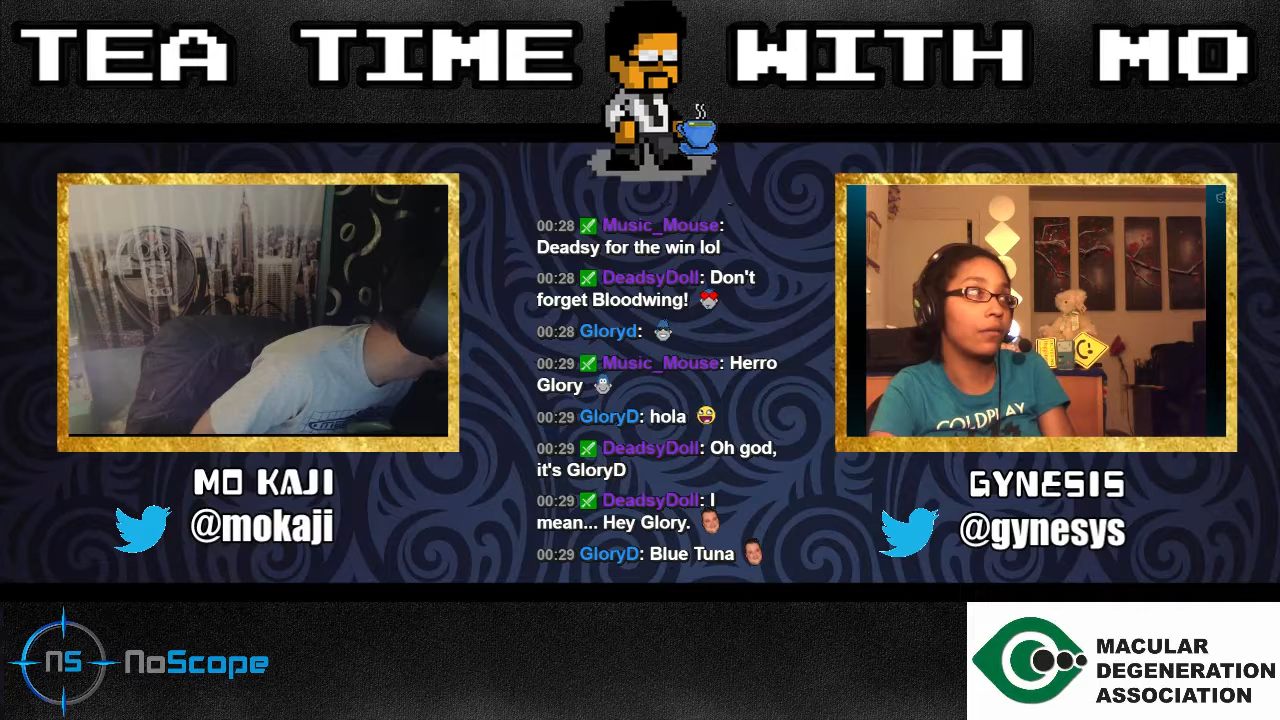 TEA TIME WITH MO
00:28 Music_Mouse:
Deadsy for the win lol
00:28 DeadsyDoll: Don't
forget Bloodwing!
00:28 Gloryd:
00:29 Music_Mouse: Herro
Glory
00:29 GloryD: hola
00:29 DeadsyDoll: Oh god,
it's GloryD
00:29 DeadsyDoll: I
mean... Hey Glory.
00:29 GloryD: Blue Tuna
COLDPLAY
MO KAJI
@mokaji
GYNESIS
@gynesys
NS NoScope
MACULAR
DEGENERATION
ASSOCIATION